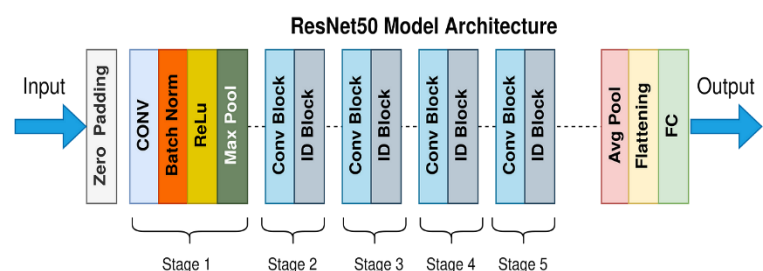 ResNet50 Model Architecture
Input
Zero Padding
CONV
Batch Norm
ReLu
Max Pool
Conv Block
ID Block
Conv Block
ID Block
Conv Block
ID Block
Conv Block
ID Block
Avg Pool
Flattening
FC
Output
Stage 1
Stage 2
Stage 3
Stage 4
Stage 5